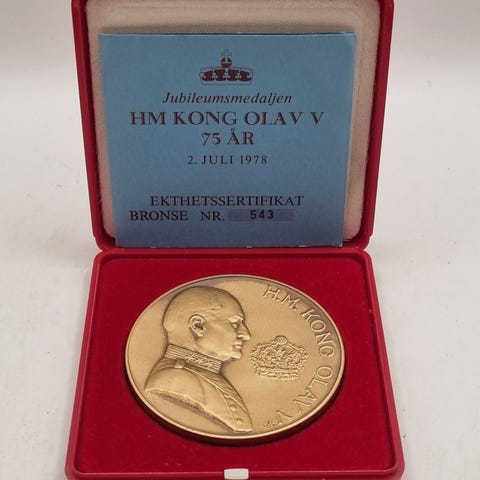 Jubileumsmedaljen
HM KONG OLAV V
75 ÅR
2. JULI 1978
EKTHETSSERTIFIKAT
BRONSE NR. 543
H.M. KONG OLAV V